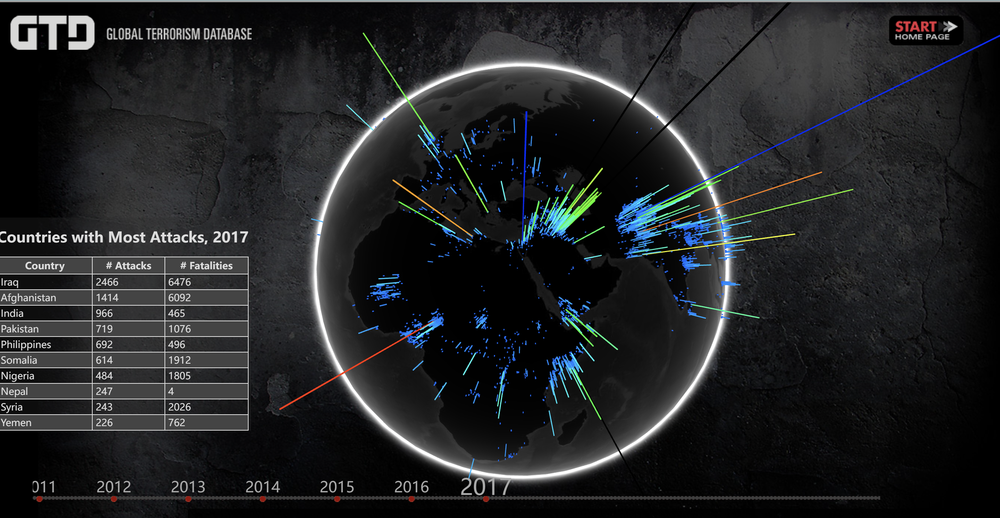 GTD GLOBAL TERRORISM DATABASE
START
HOME PAGE
Countries with Most Attacks, 2017
Country # Attacks # Fatalities
Iraq 2466 6476
Afghanistan 1414 6092
India 966 465
Pakistan 719 1076
Philippines 692 496
Somalia 614 1912
Nigeria 484 1805
Nepal 247 4
Syria 243 2026
Yemen 226 762
011 2012 2013 2014 2015 2016 2017